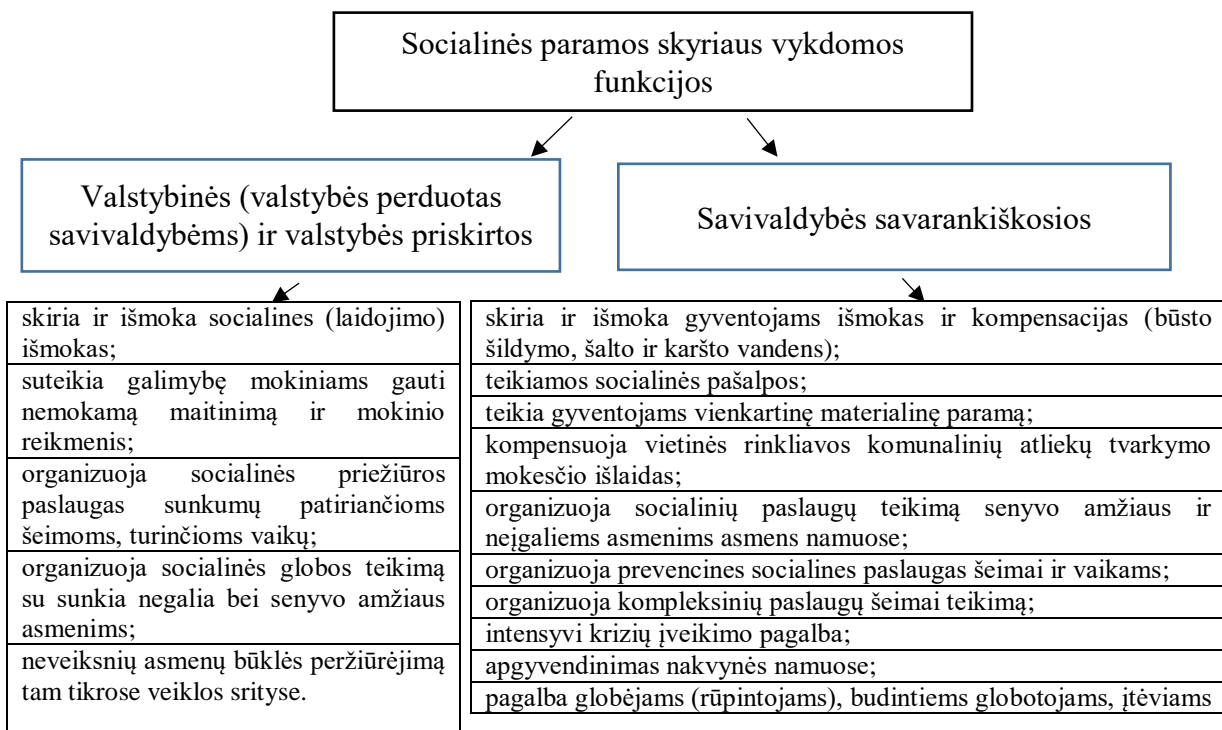 Socialinės paramos skyriaus vykdomos
funkcijos
Valstybinės (valstybės perduotas
savivaldybėms) ir valstybės priskirtos
Savivaldybės savarankiškosios
skiria ir išmoka socialines (laidojimo)
išmokas;
suteikia galimybę mokiniams gauti
nemokamą maitinimą ir mokinio
reikmenis;
organizuoja socialinės priežiūros
paslaugas sunkumų patiriančioms
šeimoms, turinčioms vaikų;
organizuoja socialinės globos teikimą
su sunkia negalia bei senyvo amžiaus
asmenims;
neveiksnių asmenų būklės peržiūrėjimą
tam tikrose veiklos srityse.
skiria ir išmoka gyventojams išmokas ir kompensacijas (būsto
šildymo, šalto ir karšto vandens);
teikiamos socialinės pašalpos;
teikia gyventojams vienkartinę materialinę paramą;
kompensuoja vietinės rinkliavos komunalinių atliekų tvarkymo
mokesčio išlaidas;
organizuoja socialinių paslaugų teikimą senyvo amžiaus ir
neįgaliems asmenims asmens namuose;
organizuoja prevencines socialines paslaugas šeimai ir vaikams;
organizuoja kompleksinių paslaugų šeimai teikimą;
intensyvi krizių įveikimo pagalba;
apgyvendinimas nakvynės namuose;
pagalba globėjams (rūpintojams), budintiems globotojams, įtėviams